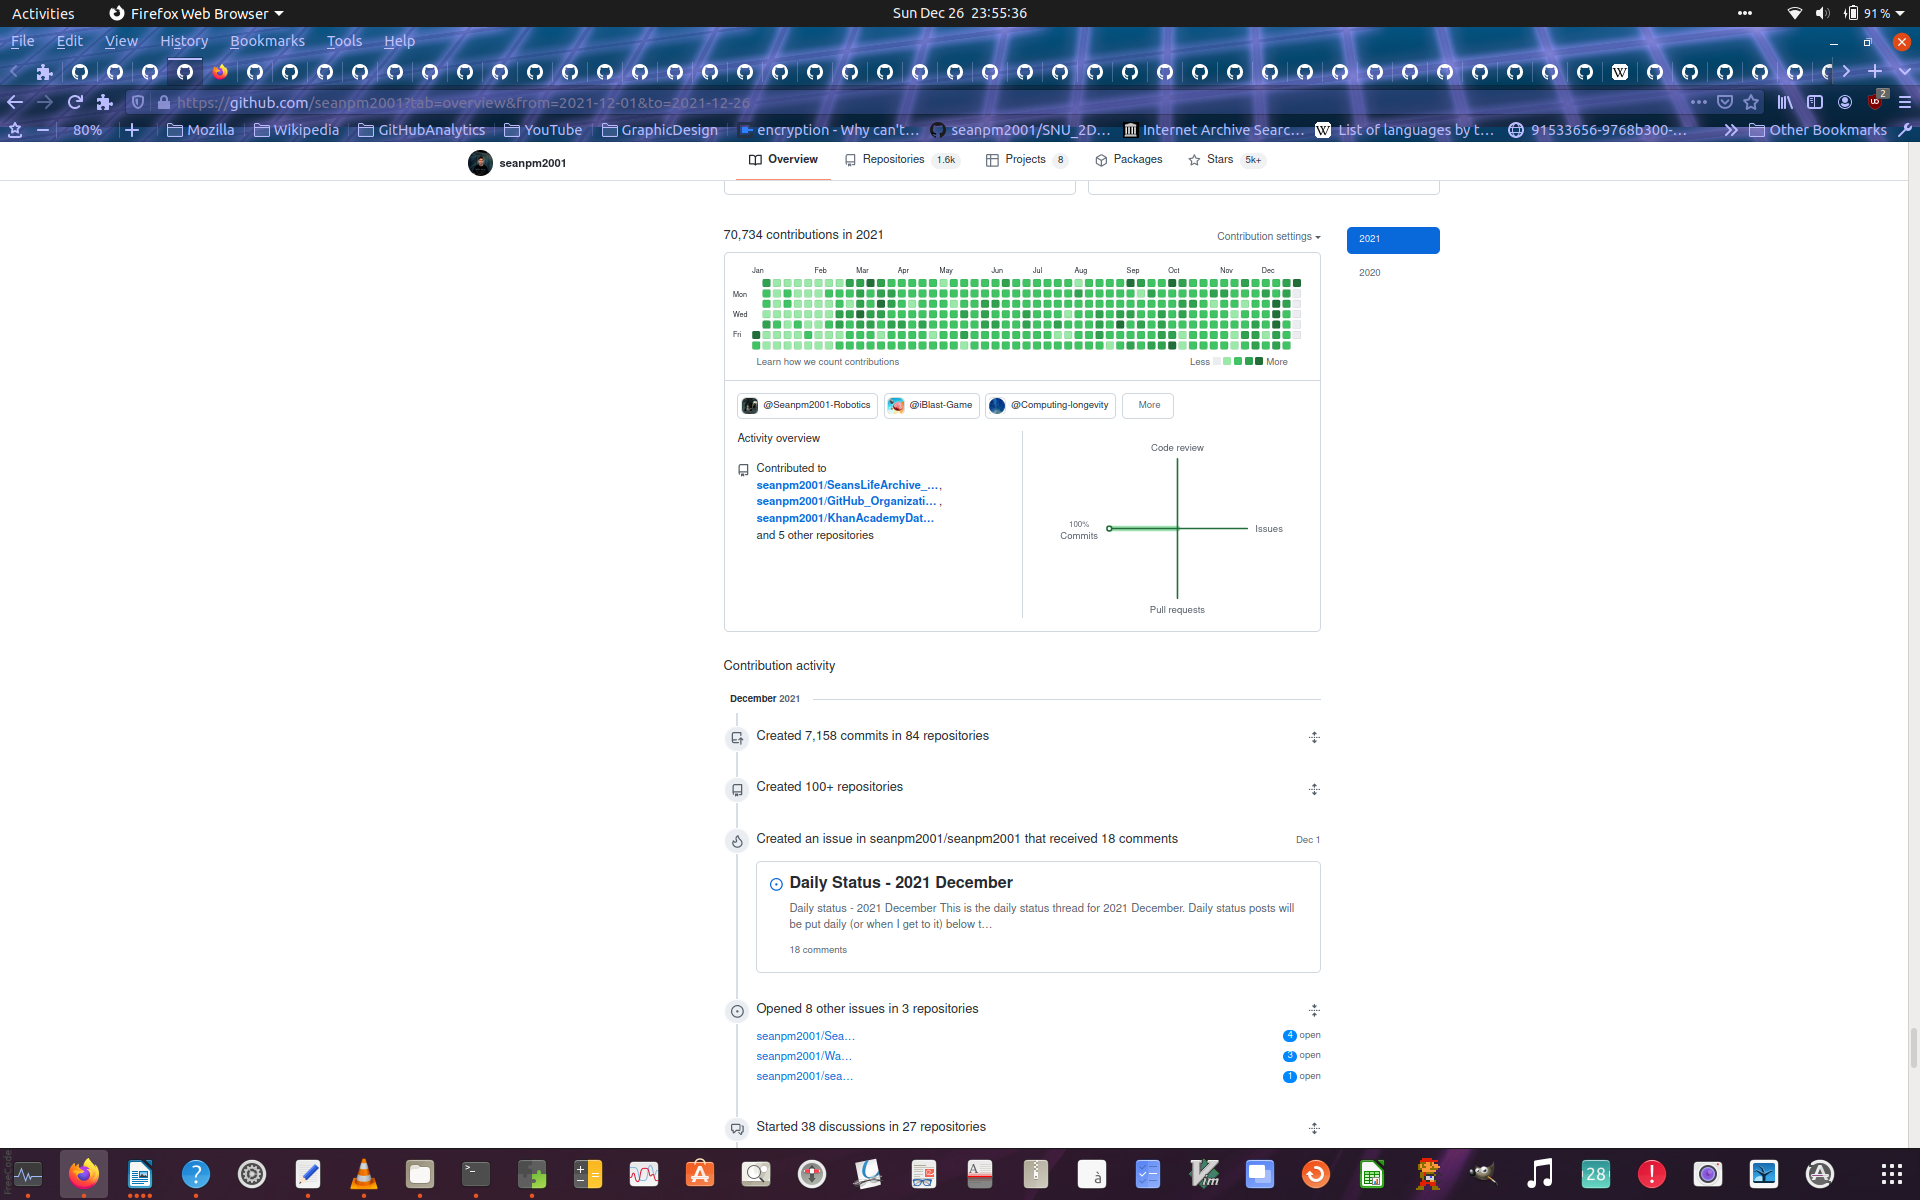 Activities
Firefox Web Browser
Sun Dec 26 23:55:36
91 %
File Edit View History Bookmarks Tools Help
https://github.com/seanpm2001?tab=overview&from=2021-12-01&to=2021-12-26
2
80%
Mozilla
Wikipedia
GitHubAnalytics
YouTube
GraphicDesign
encryption - Why can't…
seanpm2001/SNU_2D…
Internet Archive Searc…
List of languages by t…
91533656-9768b300-…
Other Bookmarks
seanpm2001
Overview
Repositories 1.6k
Projects 8
Packages
Stars 5k+
70,734 contributions in 2021
Contribution settings
2021
2020
Jan Feb Mar Apr May Jun Jul Aug Sep Oct Nov Dec
Mon
Wed
Fri
Learn how we count contributions
Less More
@Seanpm2001-Robotics
@iBlast-Game
@Computing-longevity
More
Activity overview
Contributed to
seanpm2001/SeansLifeArchive_…,
seanpm2001/GitHub_Organizati… ,
seanpm2001/KhanAcademyDat…
and 5 other repositories
Code review
100%
Commits
Issues
Pull requests
Contribution activity
December 2021
Created 7,158 commits in 84 repositories
Created 100+ repositories
Created an issue in seanpm2001/seanpm2001 that received 18 comments
Dec 1
Daily Status - 2021 December
Daily status - 2021 December This is the daily status thread for 2021 December. Daily status posts will
be put daily (or when I get to it) below t…
18 comments
Opened 8 other issues in 3 repositories
seanpm2001/Sea…
4 open
seanpm2001/Wa…
3 open
seanpm2001/sea…
1 open
Started 38 discussions in 27 repositories
28